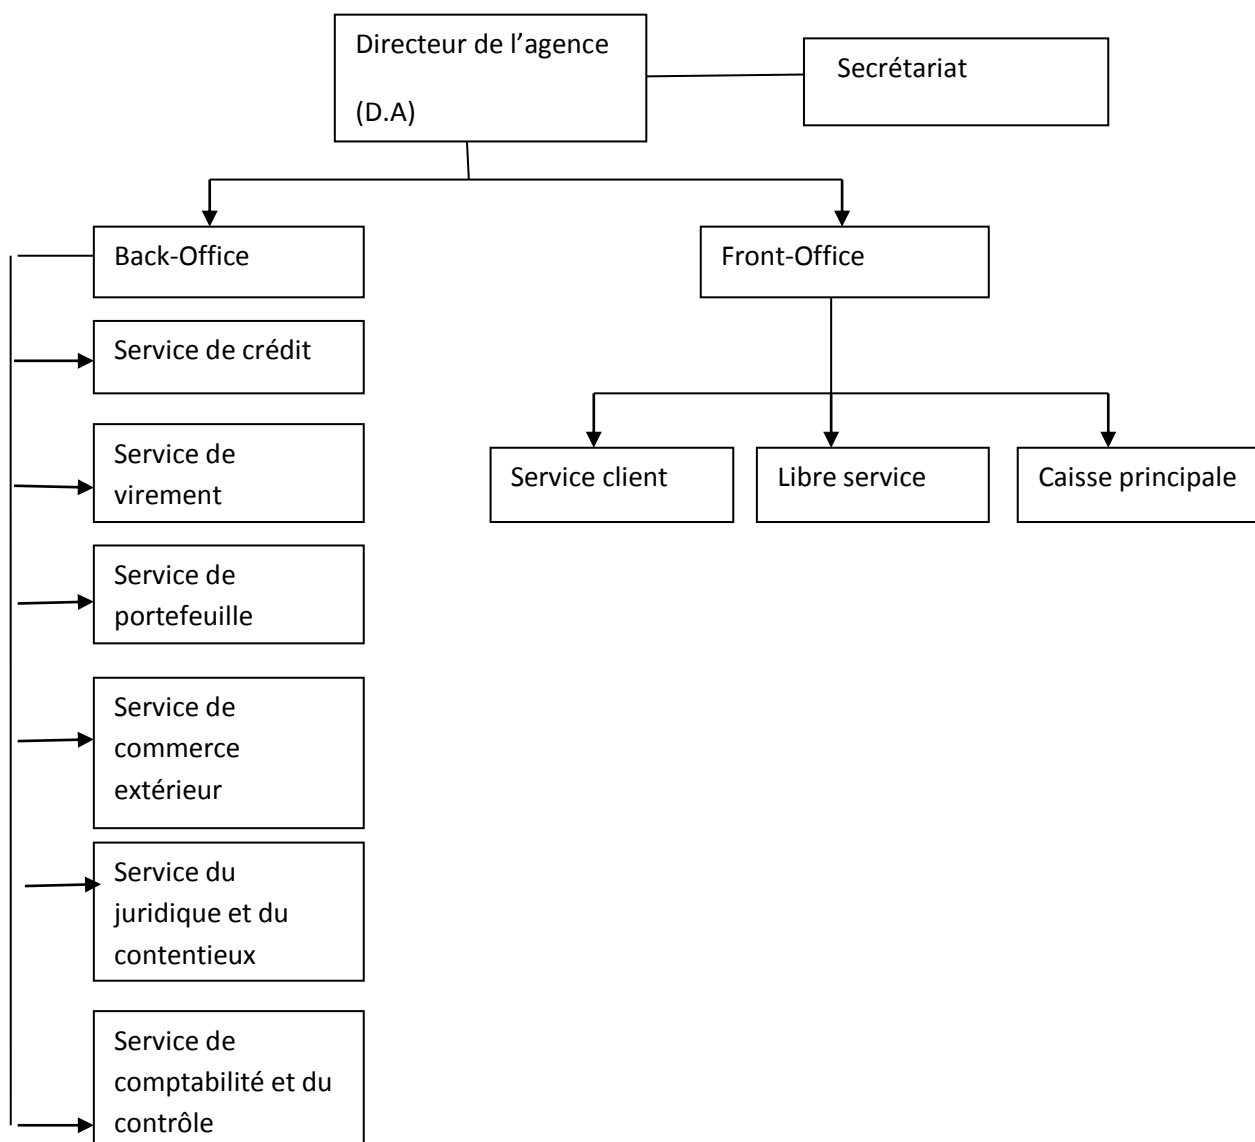 Directeur de l’agence
(D.A)
Secrétariat
Back-Office
Front-Office
Service de crédit
Service de
virement
Service client
Libre service
Caisse principale
Service de
portefeuille
Service de
commerce
extérieur
Service du
juridique et du
contentieux
Service de
comptabilité et du
contrôle